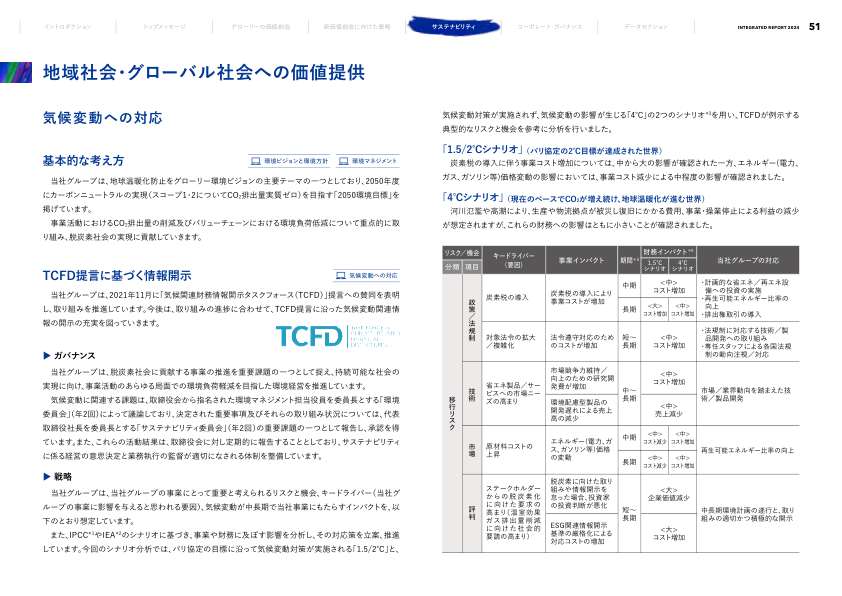 イントロダクション
トップメッセージ
グローリーの価値創造
新価値創造に向けた戦略
サステナビリティ
コーポレート・ガバナンス
データセクション
INTEGRATED REPORT 2024 51
地域社会・グローバル社会への価値提供
気候変動への対応
基本的な考え方
環境ビジョンと環境方針
環境マネジメント
当社グループは、地球温暖化防止をグローリー環境ビジョンの主要テーマの一つとしており、2050年度
にカーボンニュートラルの実現（スコープ1・2についてCO₂排出量実質ゼロ）を目指す「2050環境目標」を
掲げています。
事業活動におけるCO₂排出量の削減及びバリューチェーンにおける環境負荷低減について重点的に取
り組み、脱炭素社会の実現に貢献していきます。
TCFD提言に基づく情報開示
気候変動への対応
当社グループは、2021年11月に「気候関連財務情報開示タスクフォース（TCFD）」提言への賛同を表明
し、取り組みを推進しています。今後は、取り組みの進捗に合わせて、TCFD提言に沿った気候変動関連情
報の開示の充実を図っていきます。
TCFD
▶ ガバナンス
当社グループは、脱炭素社会に貢献する事業の推進を重要課題の一つとして捉え、持続可能な社会の
実現に向け、事業活動のあらゆる局面での環境負荷軽減を目指した環境経営を推進しています。
気候変動に関連する課題は、取締役会から指名された環境マネジメント担当役員を委員長とする「環境
委員会」（年2回）によって議論しており、決定された重要事項及びそれらの取り組み状況については、代表
取締役社長を委員長とする「サステナビリティ委員会」（年2回）の重要課題の一つとして報告し、承認を得
ています。また、これらの活動結果は、取締役会に対し定期的に報告することとしており、サステナビリティ
に係る経営の意思決定と業務執行の監督が適切になされる体制を整備しています。
▶ 戦略
当社グループは、当社グループの事業にとって重要と考えられるリスクと機会、キードライバー（当社グ
ループの事業に影響を与えると思われる要因）、気候変動が中長期で当社事業にもたらすインパクトを、以
下のとおり想定しています。
また、IPCC*¹やIEA*²のシナリオに基づき、事業や財務に及ぼす影響を分析し、その対応策を立案、推進
しています。今回のシナリオ分析では、パリ協定の目標に沿って気候変動対策が実施される「1.5/2℃」と、
気候変動対策が実施されず、気候変動の影響が生じる「4℃」の2つのシナリオ*³を用い、TCFDが例示する
典型的なリスクと機会を参考に分析を行いました。
「1.5/2℃シナリオ」（パリ協定の2℃目標が達成された世界）
炭素税の導入に伴う事業コスト増加については、中から大の影響が確認された一方、エネルギー（電力、
ガス、ガソリン等）価格変動の影響においては、事業コスト減少による中程度の影響が確認されました。
「4℃シナリオ」（現在のペースでCO₂が増え続け、地球温暖化が進む世界）
河川氾濫や高潮により、生産や物流拠点が被災し復旧にかかる費用、事業・操業停止による利益の減少
が想定されますが、これらの財務への影響はともに小さいことが確認されました。
リスク／機会
分類 項目
キードライバー
（要因）
事業インパクト
期間*⁴
財務インパクト*⁵
1.5℃
シナリオ
4℃
シナリオ
当社グループの対応
移行リスク
政策／法規制
炭素税の導入
炭素税の導入により
事業コストが増加
中期
＜中＞
コスト増加
長期
＜大＞
コスト増加
＜中＞
コスト増加
・計画的な省エネ／再エネ設
備への投資の実施
・再生可能エネルギー比率の
向上
・排出権取引の導入
対象法令の拡大
／複雑化
法令遵守対応のため
のコストが増加
短～
長期
＜中＞
コスト増加
・法規制に対応する技術／製
品開発への取り組み
・専任スタッフによる各国法規
制の動向注視／対応
技術
省エネ製品／サー
ビスへの市場ニー
ズの高まり
市場競争力維持／
向上のための研究開
発費が増加
環境配慮型製品の
開発遅れによる売上
高の減少
中～
長期
＜中＞
コスト増加
＜中＞
売上減少
市場／業界動向を踏まえた技
術／製品開発
市場
原材料コストの
上昇
エネルギー（電力、ガ
ス、ガソリン等）価格
の変動
中期
＜中＞
コスト減少
＜中＞
コスト増加
長期
＜中＞
コスト減少
＜中＞
コスト増加
再生可能エネルギー比率の向上
評判
ステークホルダー
からの脱炭素化
に向けた要求の
高まり（温室効果
ガス排出量削減
に向けた社会的
要請の高まり）
脱炭素に向けた取り
組みや情報開示を
怠った場合、投資家
の投資判断が悪化
ESG関連情報開示
基準の厳格化による
対応コストの増加
短～
長期
＜大＞
企業価値減少
＜大＞
コスト増加
中長期環境計画の遂行と、取り
組みの適切かつ積極的な開示